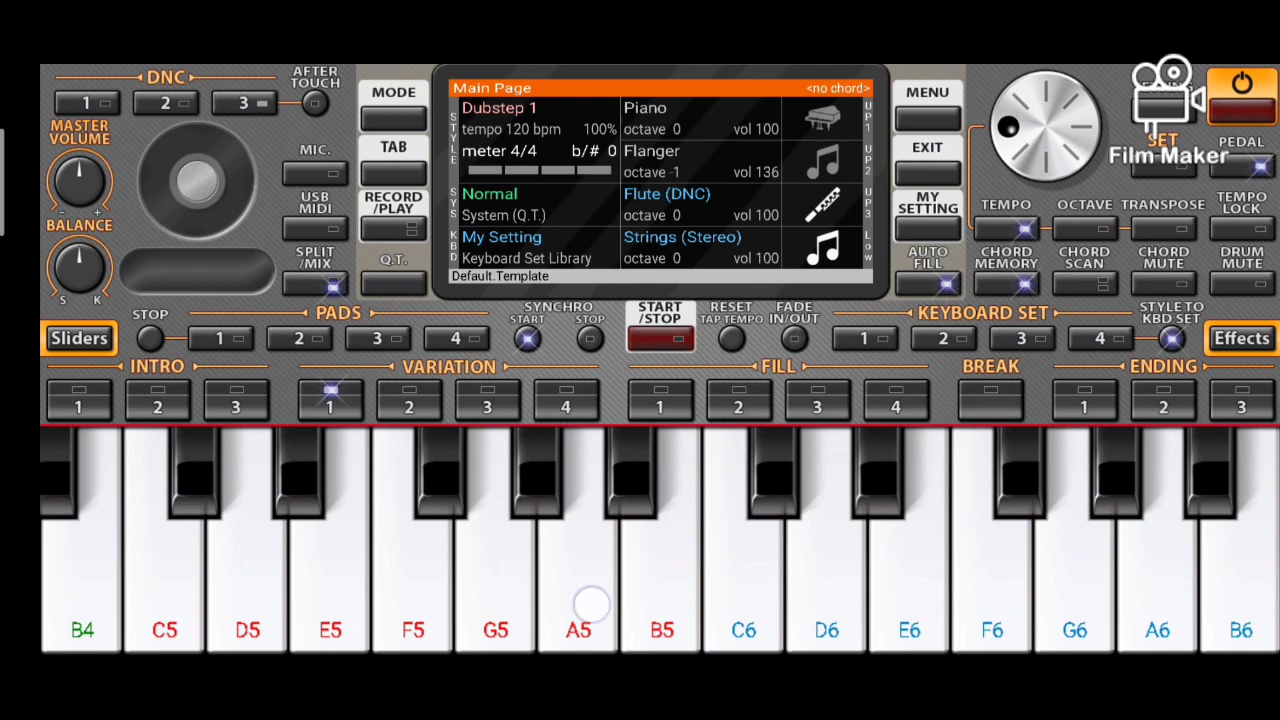 DNC
AFTER TOUCH
1 2 3
MASTER VOLUME
- +
BALANCE
S K
MIC.
USB MIDI
SPLIT /MIX
MODE
TAB
RECORD /PLAY
Q.T.
Main Page <no chord>
STYLE
Dubstep 1
tempo 120 bpm 100%
meter 4/4 b/# 0
SYS
Normal
System (Q.T.)
KBD
My Setting
Keyboard Set Library
Piano
octave 0 vol 100
UP1
Flanger
octave -1 vol 136
UP2
Flute (DNC)
octave 0 vol 100
UP3
Strings (Stereo)
octave 0 vol 100
Low
Default.Template
MENU
EXIT
MY SETTING
AUTO FILL
Film Maker
SET
PEDAL
TEMPO
OCTAVE
TRANSPOSE
TEMPO LOCK
CHORD MEMORY
CHORD SCAN
CHORD MUTE
DRUM MUTE
Sliders
STOP
PADS
1 2 3 4
SYNCHRO
START STOP
START /STOP
RESET
TAP TEMPO
FADE IN/OUT
KEYBOARD SET
1 2 3 4
STYLE TO KBD SET
Effects
INTRO
1 2 3
VARIATION
1 2 3 4
FILL
1 2 3 4
BREAK
ENDING
1 2 3
B4 C5 D5 E5 F5 G5 A5 B5 C6 D6 E6 F6 G6 A6 B6